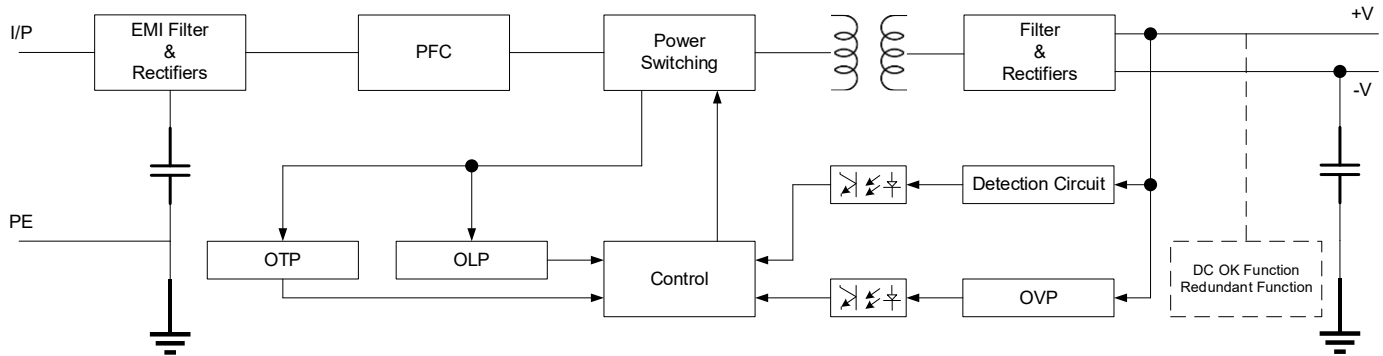 I/P
EMI Filter
&
Rectifiers
PFC
Power
Switching
Filter
&
Rectifiers
+V
-V
Detection Circuit
PE
OTP
OLP
Control
OVP
DC OK Function
Redundant Function